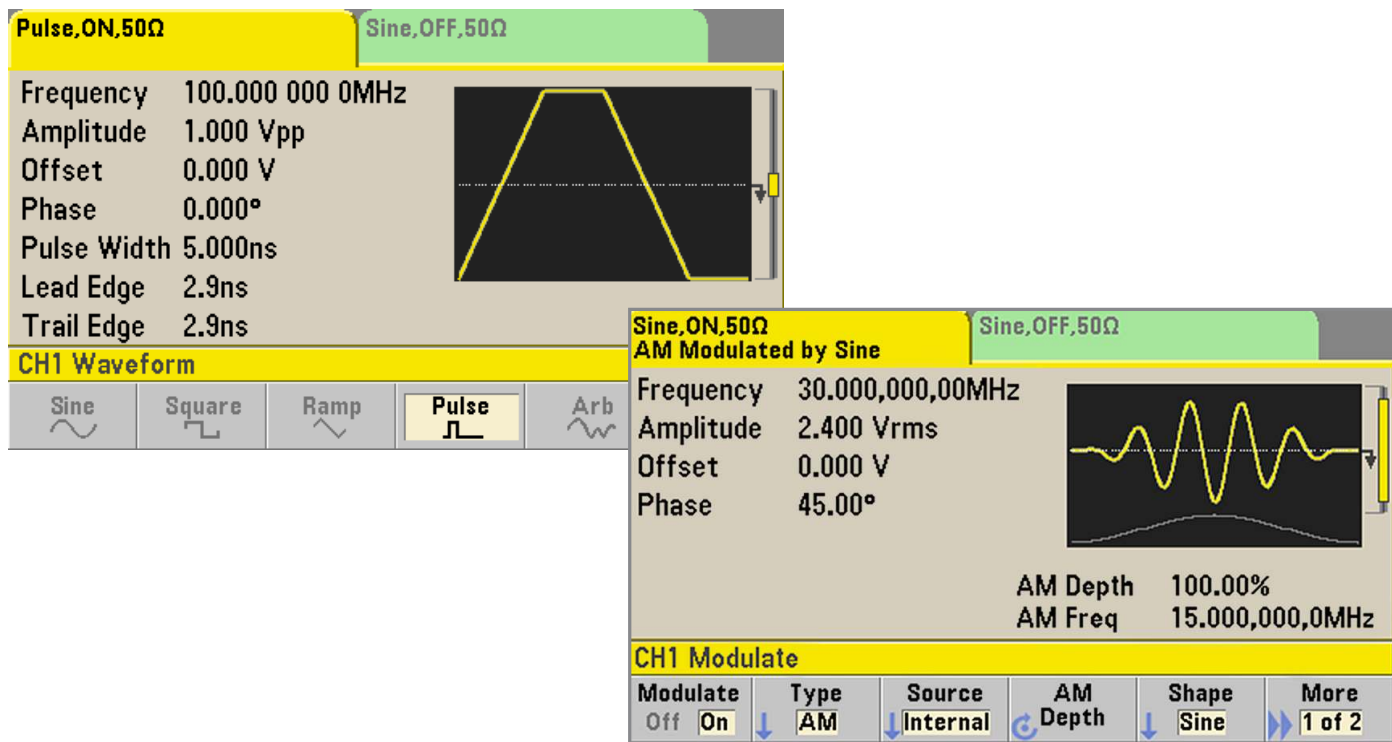 Pulse,ON,50Ω Sine,OFF,50Ω
Frequency 100.000 000 0MHz
Amplitude 1.000 Vpp
Offset 0.000 V
Phase 0.000°
Pulse Width 5.000ns
Lead Edge 2.9ns
Trail Edge 2.9ns
CH1 Waveform
Sine Square Ramp Pulse Arb
Sine,ON,50Ω Sine,OFF,50Ω
AM Modulated by Sine
Frequency 30.000,000,00MHz
Amplitude 2.400 Vrms
Offset 0.000 V
Phase 45.00°
AM Depth 100.00%
AM Freq 15.000,000,0MHz
CH1 Modulate
Modulate Type Source AM Shape More
Off On AM Internal Depth Sine 1 of 2